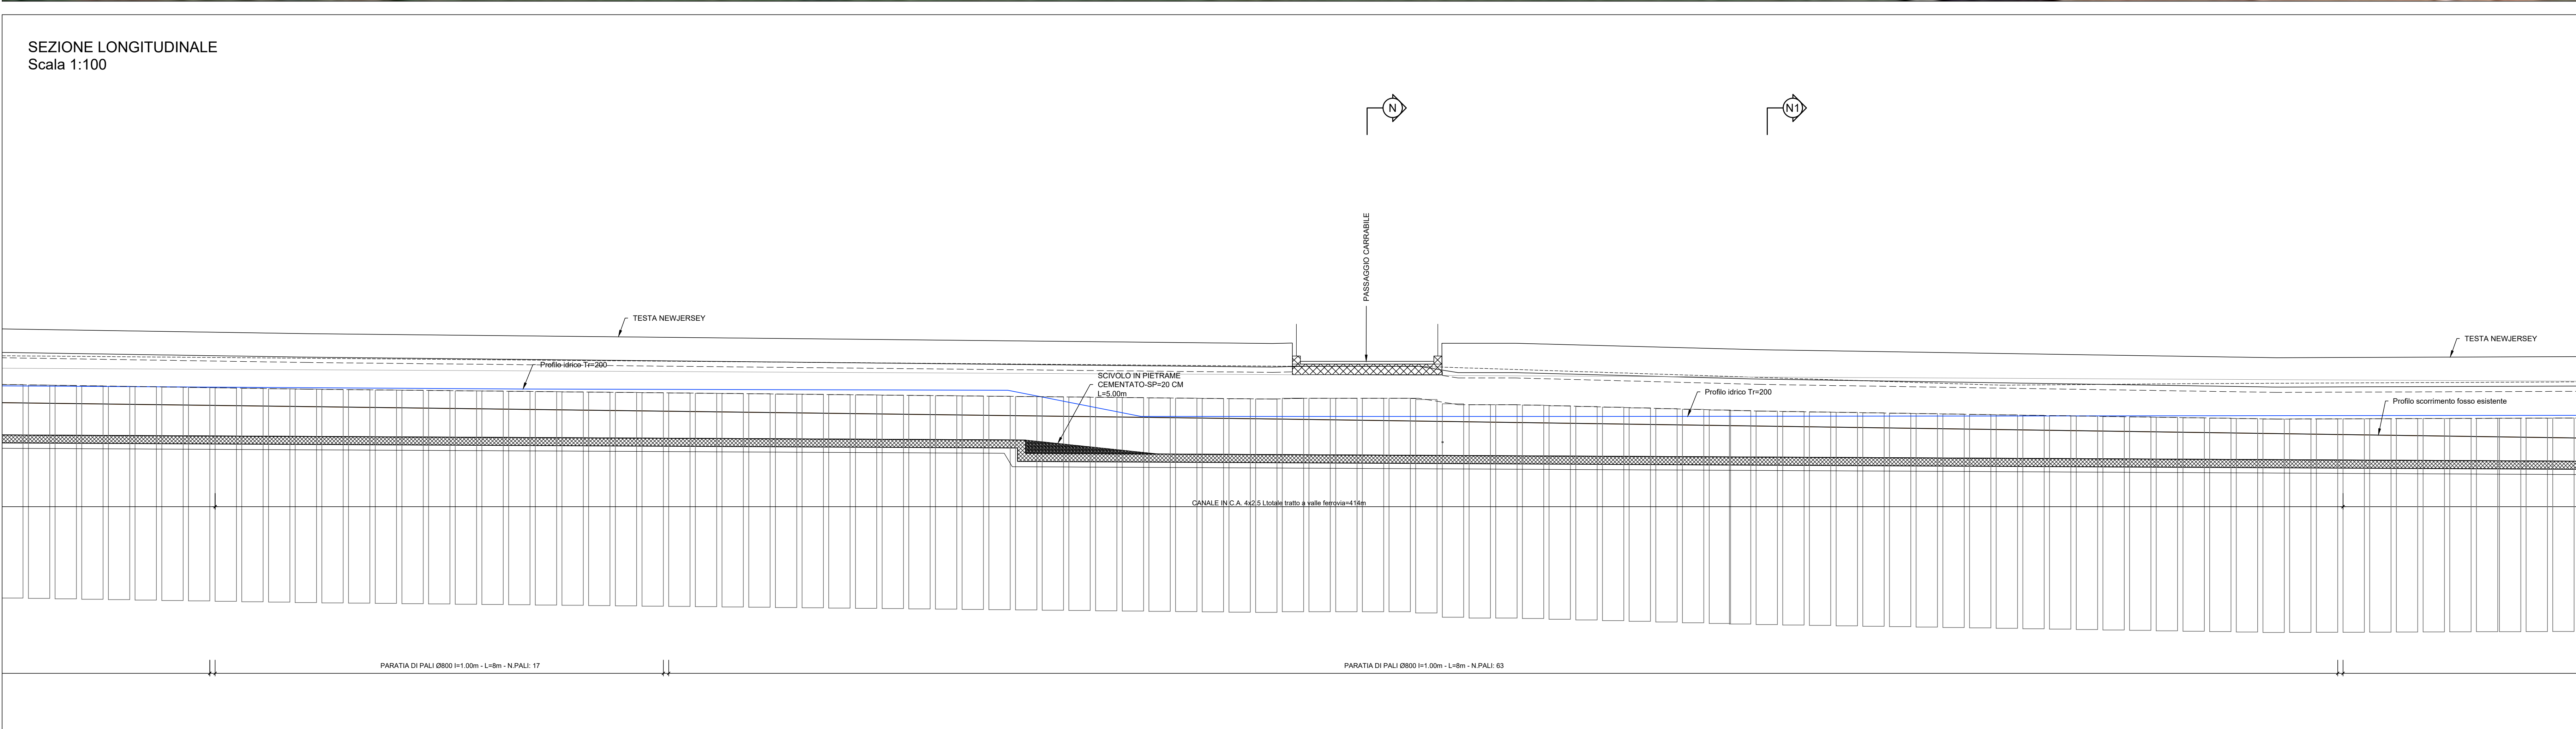 SEZIONE LONGITUDINALE
Scala 1:100
N
N1
PASSAGGIO CARRABILE
TESTA NEWJERSEY
TESTA NEWJERSEY
Profilo idrico Tr=200
SCIVOLO IN PIETRAME
CEMENTATO-SP=20 CM
L=5.00m
Profilo idrico Tr=200
Profilo scorrimento fosso esistente
CANALE IN C.A. 4x2,5 Ltotale tratto a valle ferrovia=414m
PARATIA DI PALI Ø800 I=1.00m - L=8m - N.PALI: 17
PARATIA DI PALI Ø800 I=1.00m - L=8m - N.PALI: 63